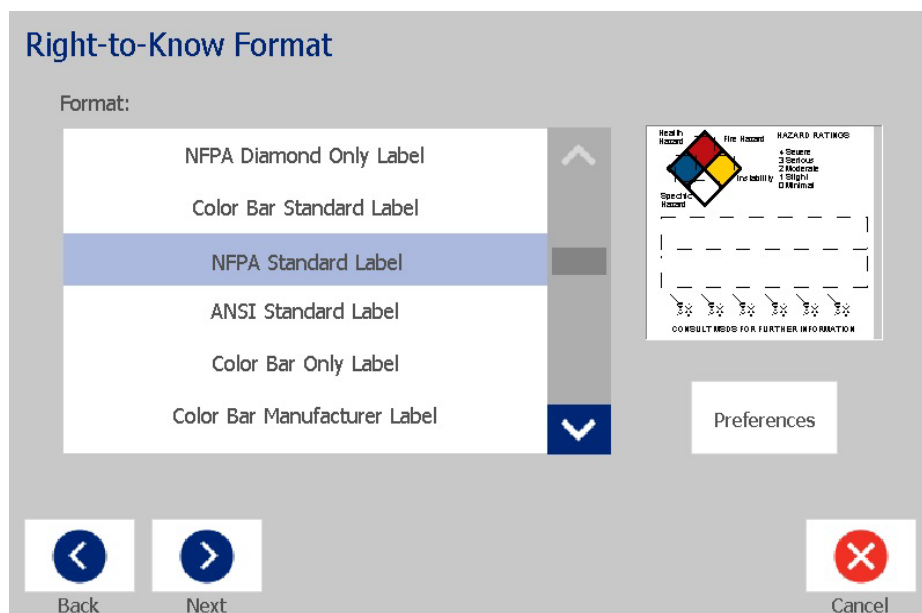 Right-to-Know Format
Format:
NFPA Diamond Only Label
Color Bar Standard Label
NFPA Standard Label
ANSI Standard Label
Color Bar Only Label
Color Bar Manufacturer Label
Health
Hazard
Fire Hazard
Instability
Specific
Hazard
HAZARD RATINGS
4 Severe
3 Serious
2 Moderate
1 Slight
0 Minimal
CONSULT MSDS FOR FURTHER INFORMATION
Preferences
Back
Next
Cancel